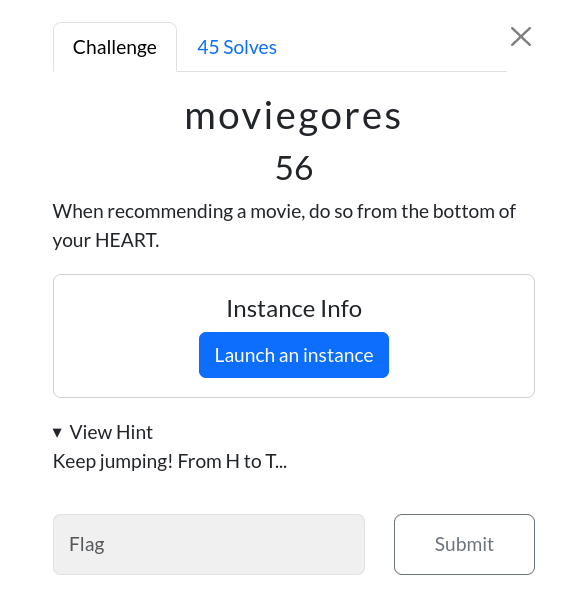 Challenge
45 Solves
moviegores
56
When recommending a movie, do so from the bottom of
your HEART.
Instance Info
Launch an instance
▼ View Hint
Keep jumping! From H to T...
Flag
Submit